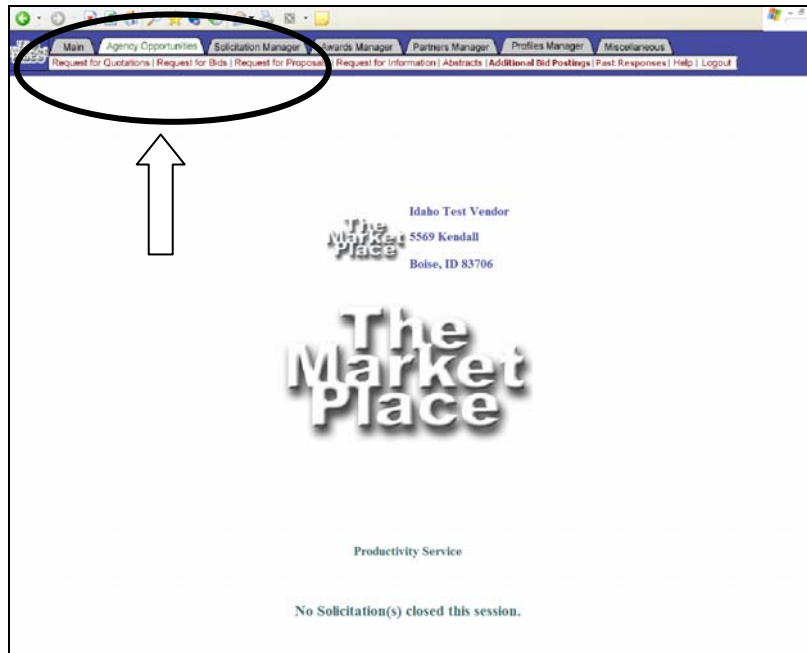 Main Agency Opportunities Solicitation Manager Awards Manager Partners Manager Profiles Manager Miscellaneous
Request for Quotations | Request for Bids | Request for Proposals | Request for Information | Abstracts | Additional Bid Postings | Past Responses | Help | Logout
Idaho Test Vendor
The
Market
Place
5569 Kendall
Boise, ID 83706
The
Market
Place
Productivity Service
No Solicitation(s) closed this session.